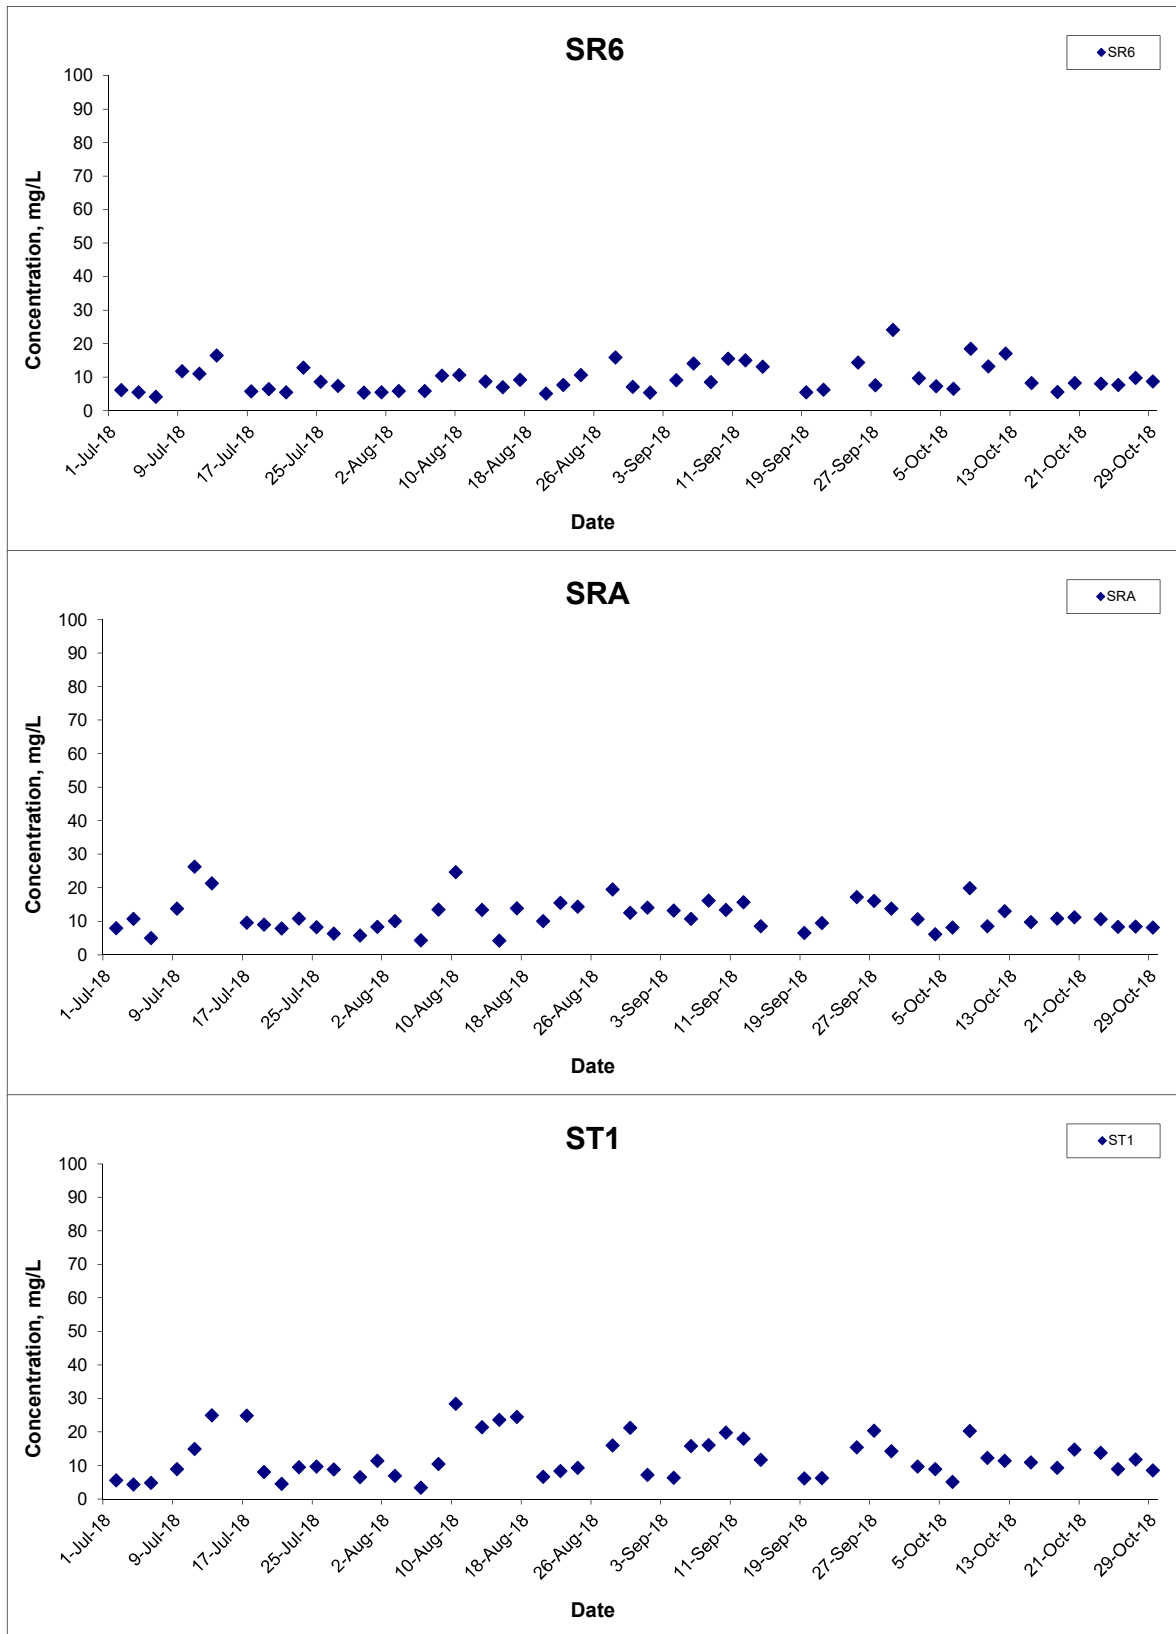 SR6
SR6
100
90
80
70
60
50
40
30
20
10
0
Concentration, mg/L
1-Jul-18
9-Jul-18
17-Jul-18
25-Jul-18
2-Aug-18
10-Aug-18
18-Aug-18
26-Aug-18
3-Sep-18
11-Sep-18
19-Sep-18
27-Sep-18
5-Oct-18
13-Oct-18
21-Oct-18
29-Oct-18
Date
SRA
SRA
100
90
80
70
60
50
40
30
20
10
0
Concentration, mg/L
1-Jul-18
9-Jul-18
17-Jul-18
25-Jul-18
2-Aug-18
10-Aug-18
18-Aug-18
26-Aug-18
3-Sep-18
11-Sep-18
19-Sep-18
27-Sep-18
5-Oct-18
13-Oct-18
21-Oct-18
29-Oct-18
Date
ST1
ST1
100
90
80
70
60
50
40
30
20
10
0
Concentration, mg/L
1-Jul-18
9-Jul-18
17-Jul-18
25-Jul-18
2-Aug-18
10-Aug-18
18-Aug-18
26-Aug-18
3-Sep-18
11-Sep-18
19-Sep-18
27-Sep-18
5-Oct-18
13-Oct-18
21-Oct-18
29-Oct-18
Date